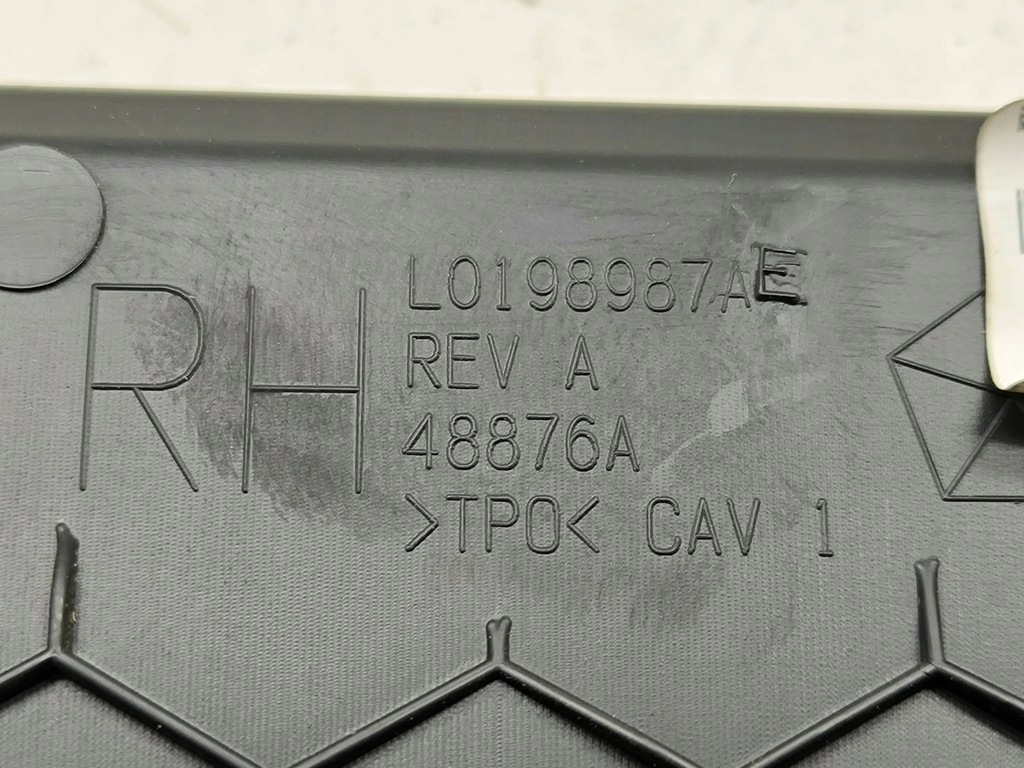 RH
L0198987AE
REV A
48876A
>TPO< CAV 1